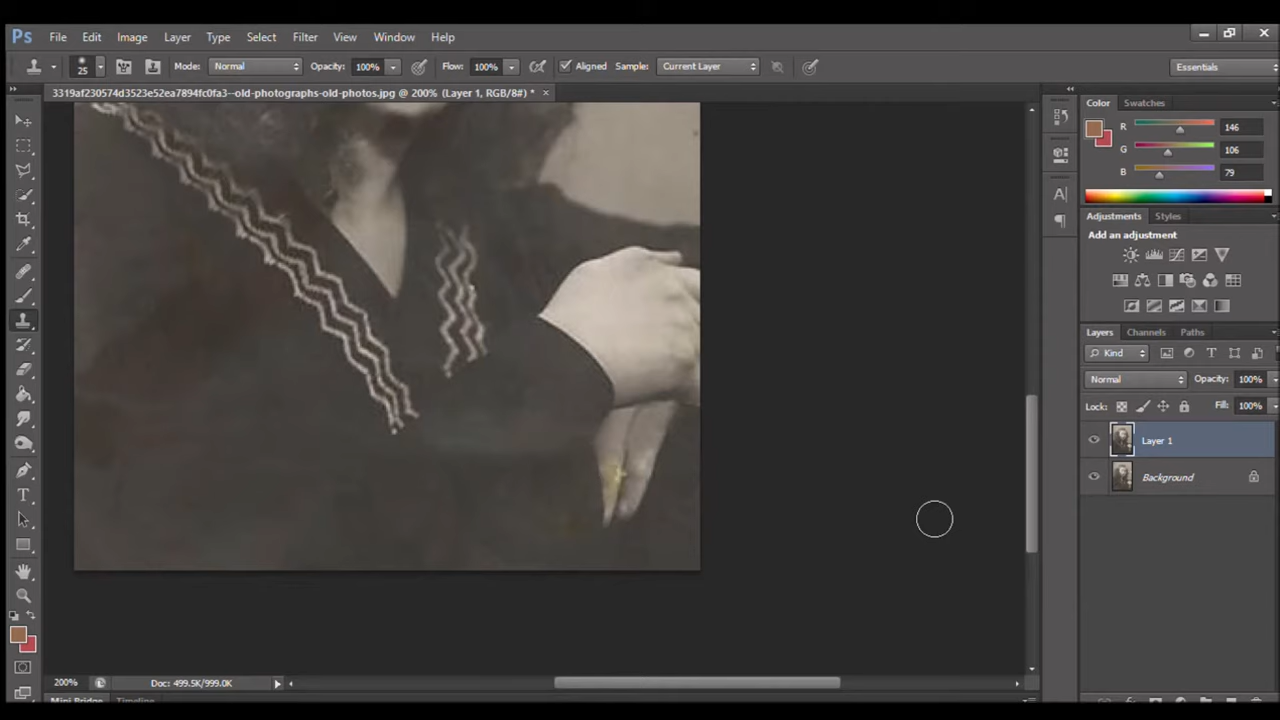 Ps File Edit Image Layer Type Select Filter View Window Help
25 Mode: Normal Opacity: 100% Flow: 100% Aligned Sample: Current Layer Essentials
3319af230574d3523e52ea7894fc0fa3--old-photographs-old-photos.jpg @ 200% (Layer 1, RGB/8#) * ×
Color Swatches
R 146
G 106
B 79
Adjustments Styles
Add an adjustment
Layers Channels Paths
Kind
Normal Opacity: 100%
Lock: Fill: 100%
Layer 1
Background
200% Doc: 499.5K/999.0K
Mini Bridge Timeline